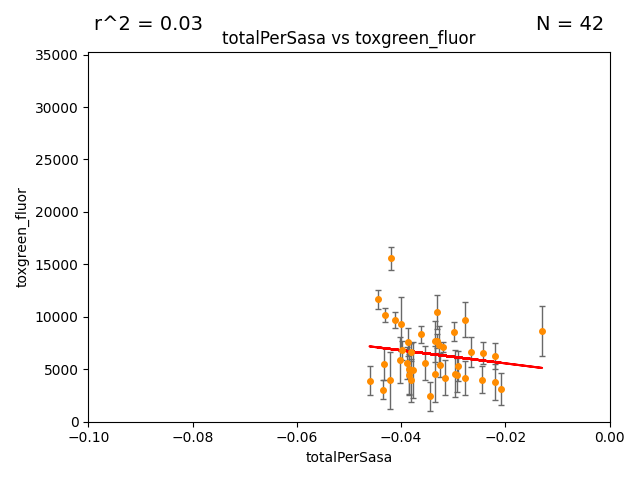 r^2 = 0.03
N = 42
totalPerSasa vs toxgreen_fluor
35000
30000
25000
20000
15000
10000
5000
0
toxgreen_fluor
−0.10
−0.08
−0.06
−0.04
−0.02
0.00
totalPerSasa